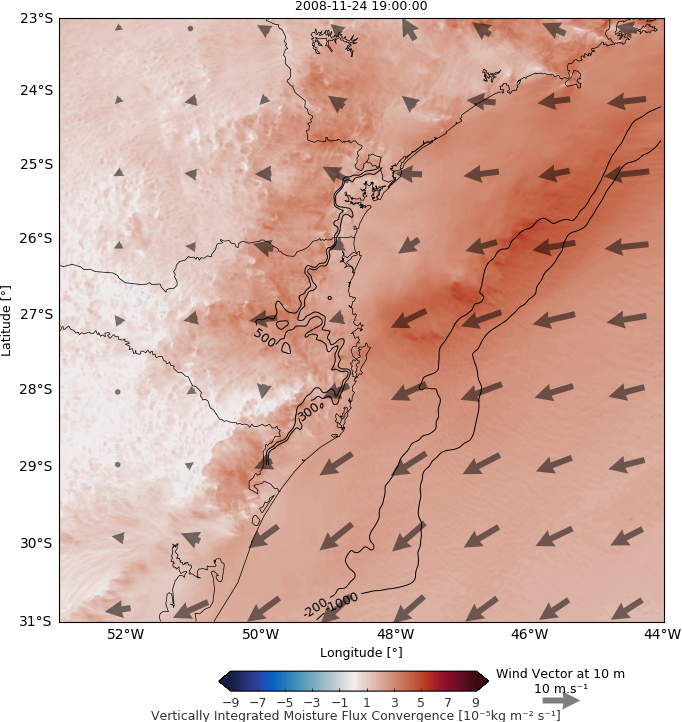 2008-11-24 19:00:00
23°S
24°S
25°S
26°S
27°S
28°S
29°S
30°S
31°S
Latitude [°]
500
300
-200
-1000
52°W 50°W 48°W 46°W 44°W
Longitude [°]
−9 −7 −5 −3 −1 1 3 5 7 9
Vertically Integrated Moisture Flux Convergence [10⁻⁵kg m⁻² s⁻¹]
Wind Vector at 10 m
10 m.s⁻¹